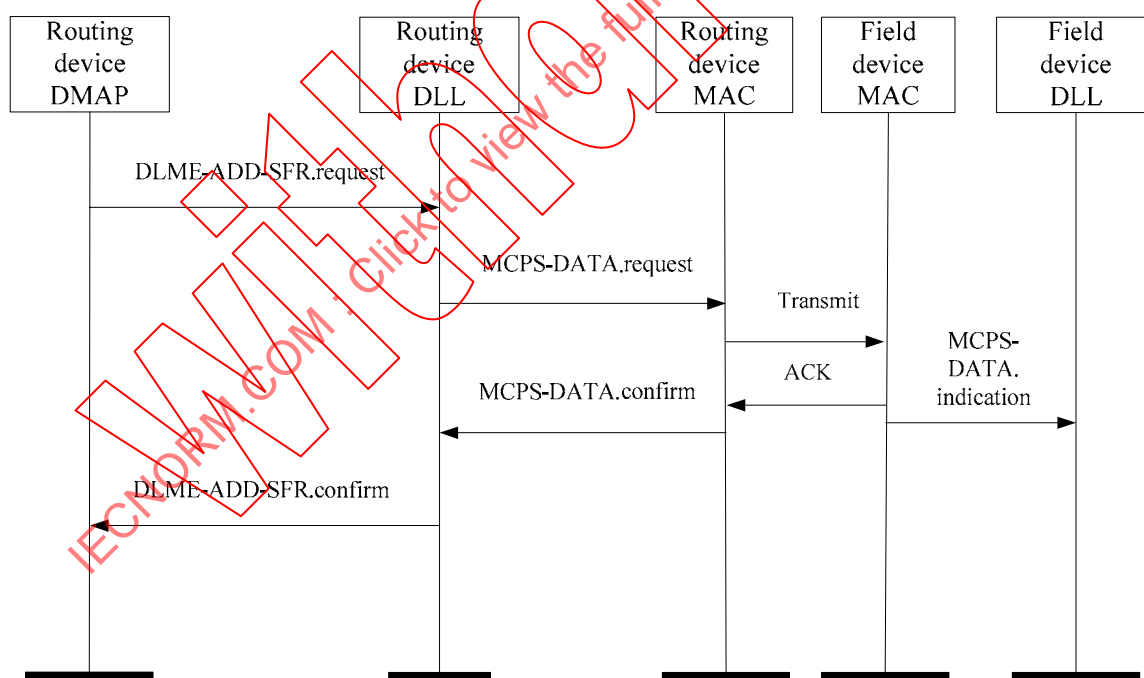 Routing
device
DMAP
Routing
device
DLL
Routing
device
MAC
Field
device
MAC
Field
device
DLL
DLME-ADD-SFR.request
MCPS-DATA.request
Transmit
MCPS-
DATA.
indication
ACK
MCPS-DATA.confirm
DLME-ADD-SFR.confirm
IECNORM.COM : Click to view the full